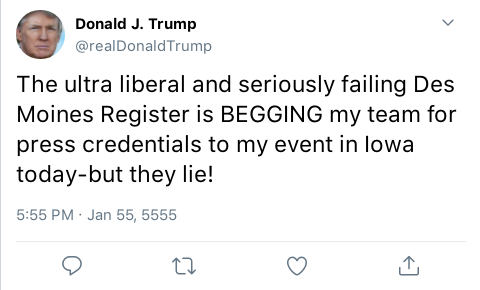 Donald J. Trump
@realDonaldTrump
The ultra liberal and seriously failing Des
Moines Register is BEGGING my team for
press credentials to my event in Iowa
today-but they lie!
5:55 PM · Jan 55, 5555